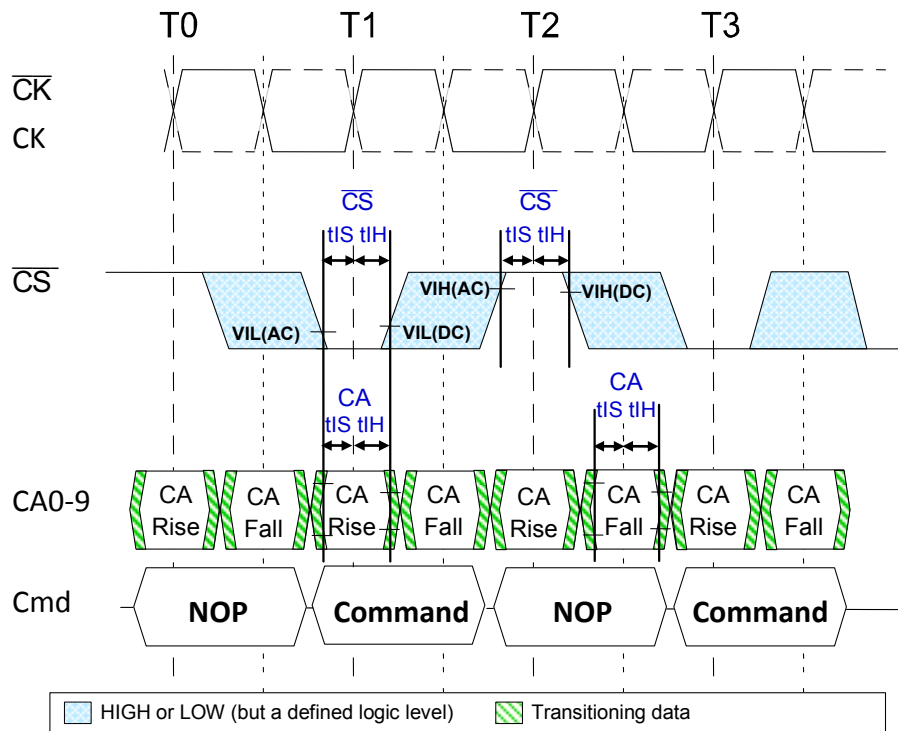 T0 T1 T2 T3
CK
CK
CS CS
tIS tIH tIS tIH
CS
VIH(AC) VIH(DC)
VIL(AC) VIL(DC)
CA CA
tIS tIH tIS tIH
CA0-9
CA Rise CA Fall CA Rise CA Fall CA Rise CA Fall CA Rise CA Fall
Cmd NOP Command NOP Command
HIGH or LOW (but a defined logic level) Transitioning data